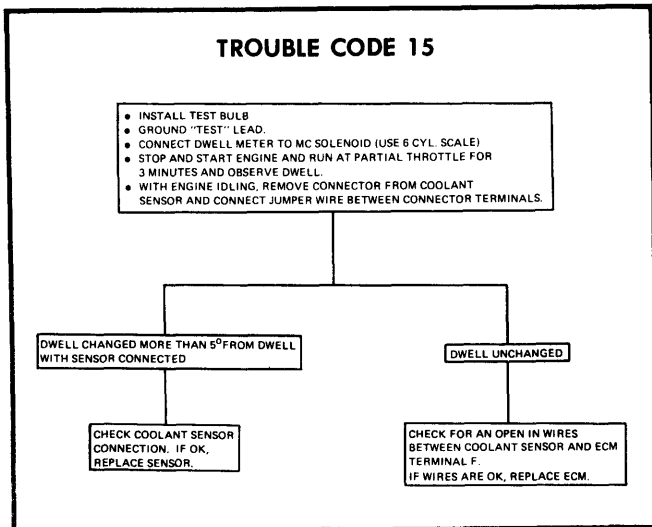 TROUBLE CODE 15
• INSTALL TEST BULB
• GROUND "TEST" LEAD.
• CONNECT DWELL METER TO MC SOLENOID (USE 6 CYL. SCALE)
• STOP AND START ENGINE AND RUN AT PARTIAL THROTTLE FOR
3 MINUTES AND OBSERVE DWELL.
• WITH ENGINE IDLING, REMOVE CONNECTOR FROM COOLANT
SENSOR AND CONNECT JUMPER WIRE BETWEEN CONNECTOR TERMINALS.
DWELL CHANGED MORE THAN 5° FROM DWELL
WITH SENSOR CONNECTED
DWELL UNCHANGED
CHECK COOLANT SENSOR
CONNECTION. IF OK,
REPLACE SENSOR.
CHECK FOR AN OPEN IN WIRES
BETWEEN COOLANT SENSOR AND ECM
TERMINAL F.
IF WIRES ARE OK, REPLACE ECM.